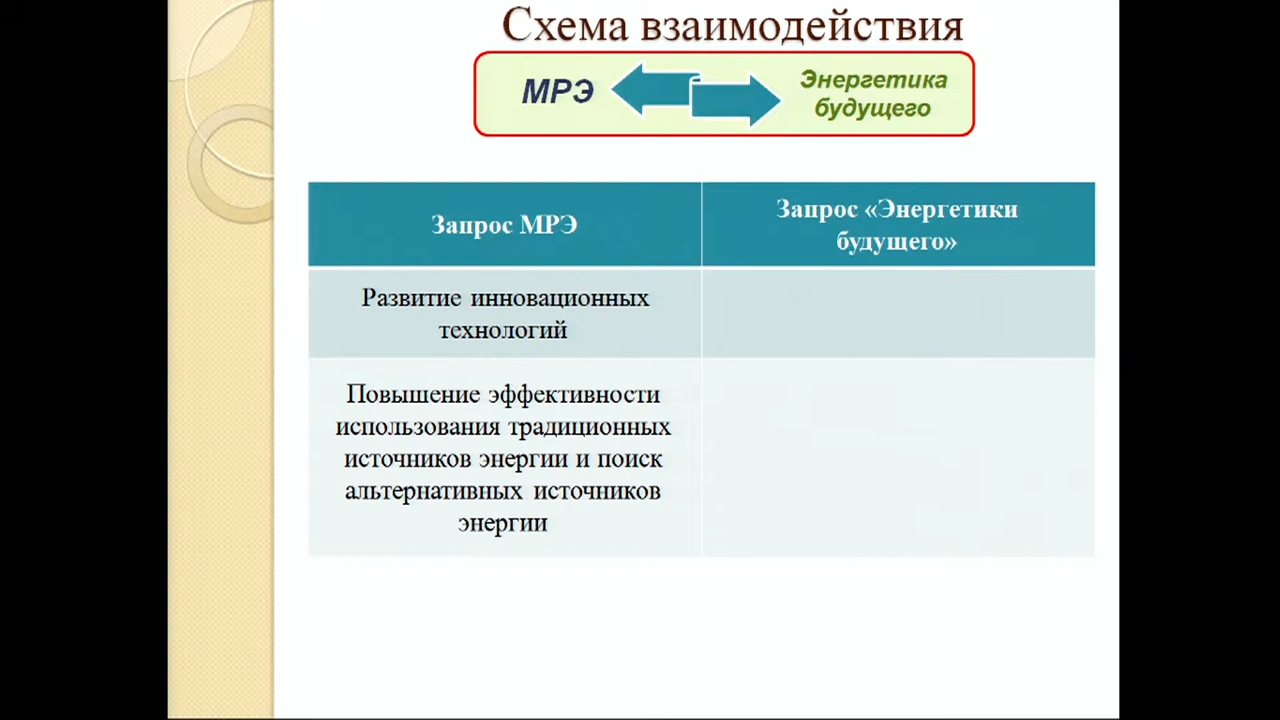 Схема взаимодействия
МРЭ
Энергетика
будущего
Запрос МРЭ
Запрос «Энергетики
будущего»
Развитие инновационных
технологий
Повышение эффективности
использования традиционных
источников энергии и поиск
альтернативных источников
энергии